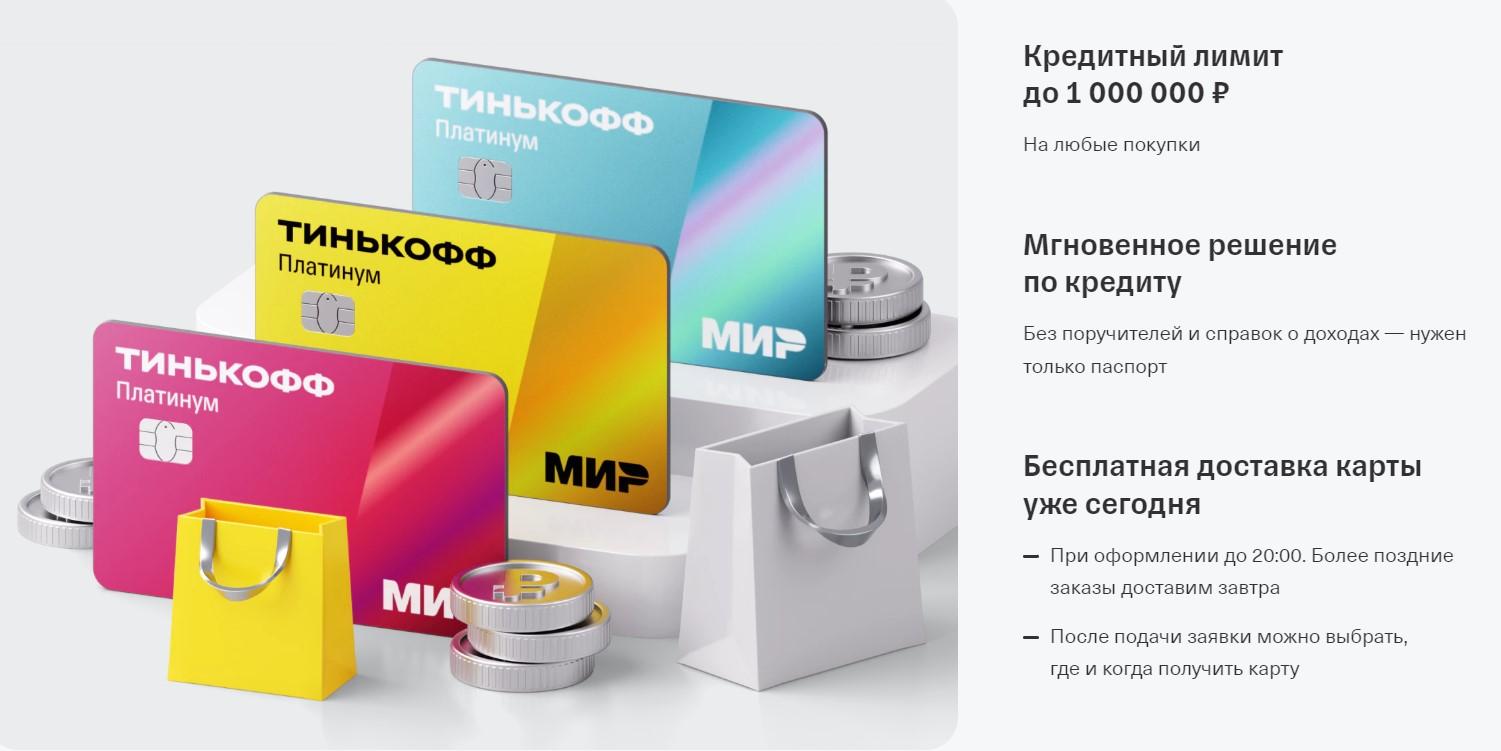 ТИНЬКОФФ
Платинум
МИР
ТИНЬКОФФ
Платинум
МИР
ТИНЬКОФФ
Платинум
МИ
Кредитный лимит
до 1 000 000 ₽
На любые покупки
Мгновенное решение
по кредиту
Без поручителей и справок о доходах — нужен
только паспорт
Бесплатная доставка карты
уже сегодня
— При оформлении до 20:00. Более поздние
заказы доставим завтра
— После подачи заявки можно выбрать,
где и когда получить карту